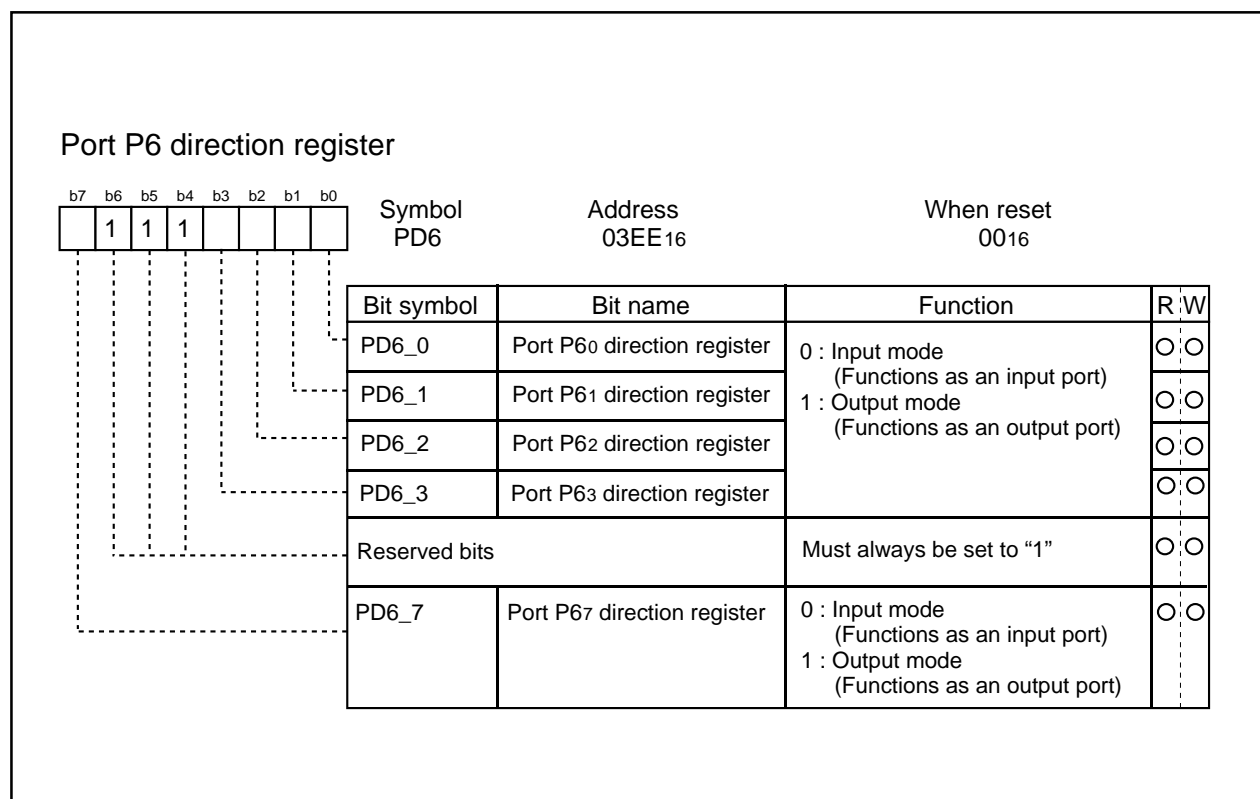 Port P6 direction register
b7 b6 b5 b4 b3 b2 b1 b0
1 1 1
Symbol Address When reset
PD6 03EE16 0016
Bit symbol Bit name Function R W
PD6_0 Port P60 direction register
0 : Input mode
(Functions as an input port)
1 : Output mode
(Functions as an output port)
PD6_1 Port P61 direction register
PD6_2 Port P62 direction register
PD6_3 Port P63 direction register
Reserved bits Must always be set to “1”
PD6_7 Port P67 direction register
0 : Input mode
(Functions as an input port)
1 : Output mode
(Functions as an output port)